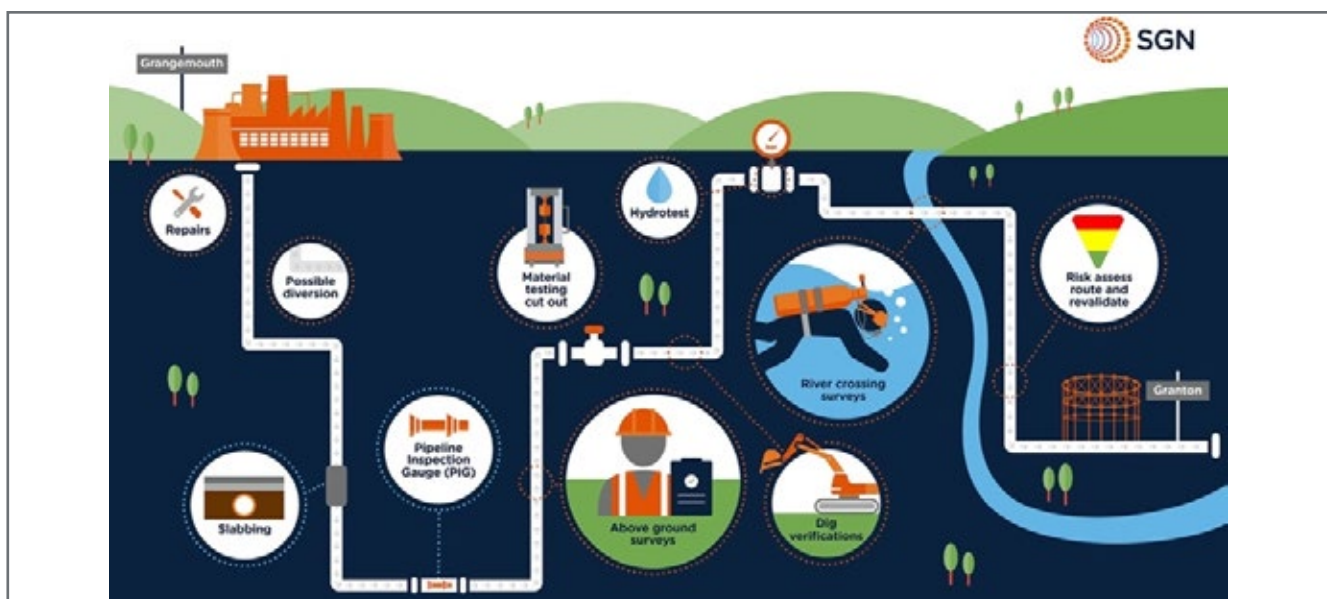 SGN
Grangemouth
Repairs
Possible
diversion
Material
testing
cut out
Hydrotest
River crossing
surveys
Risk assess
route and
revalidate
Granton
Slabbing
Pipeline
Inspection
Gauge (PIG)
Above ground
surveys
Dig
verifications